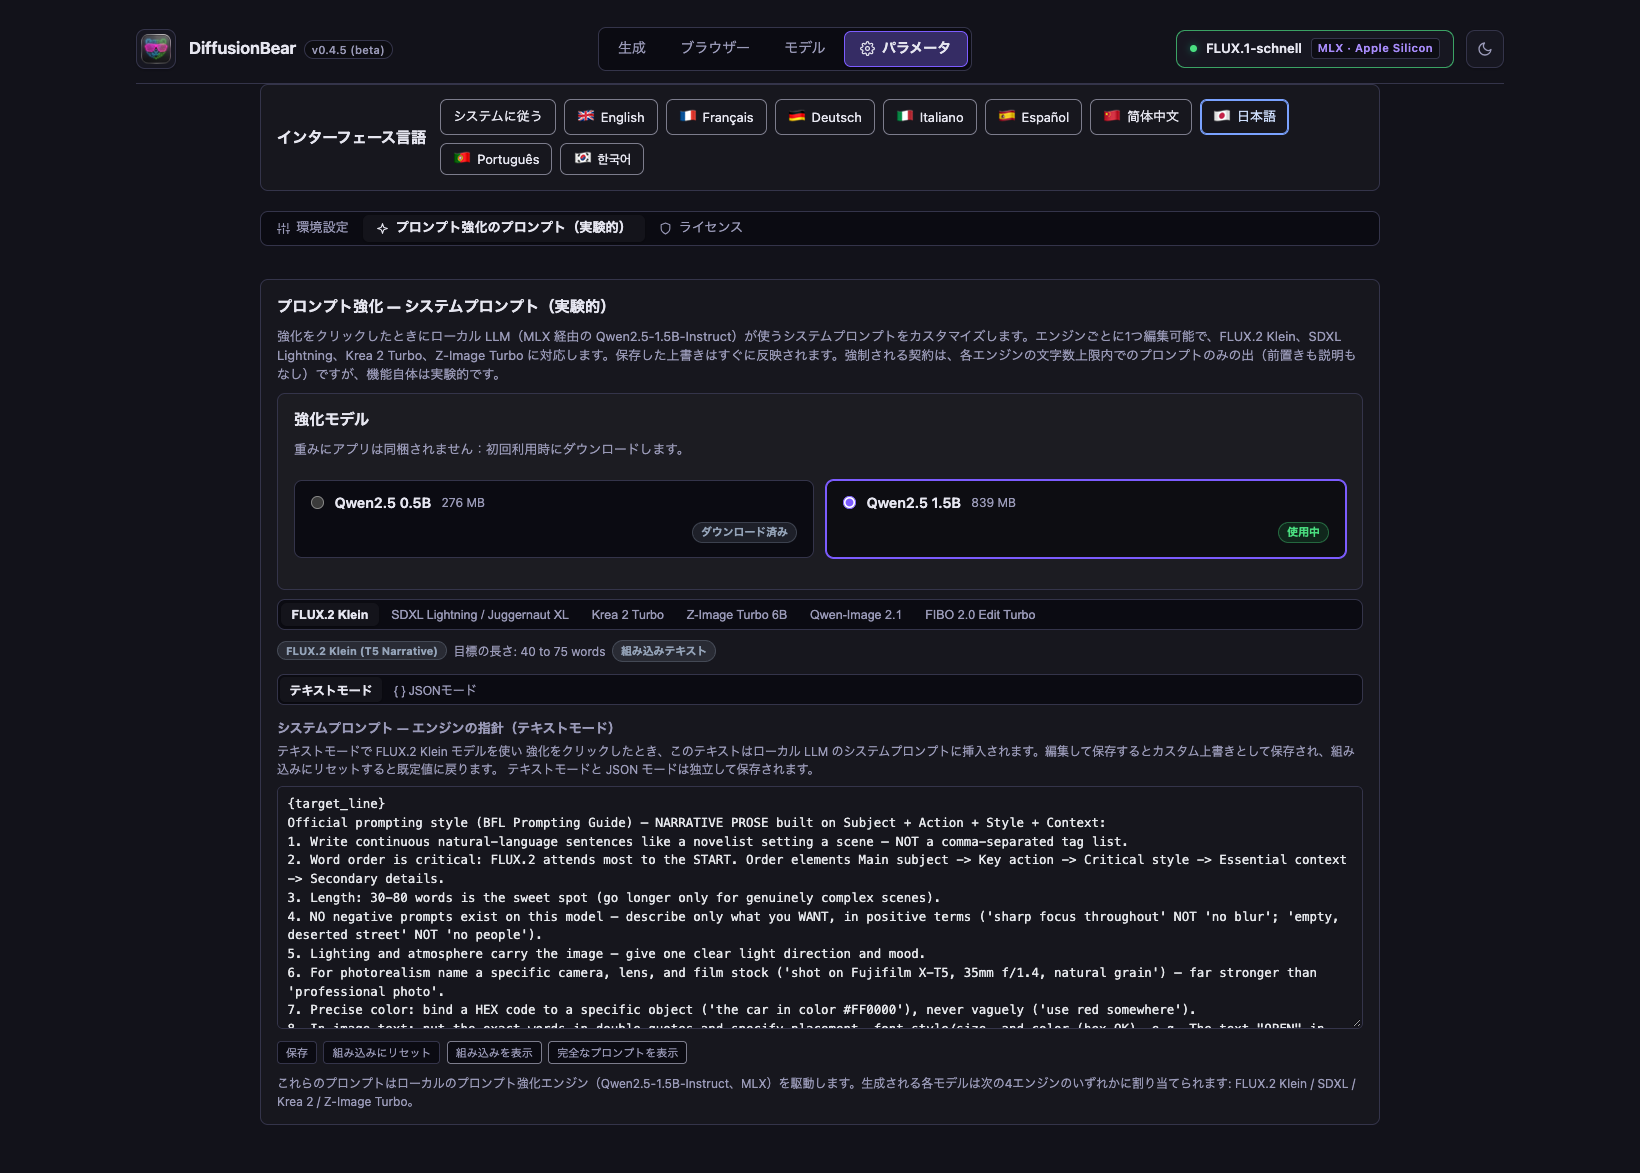 DiffusionBear v0.4.5 (beta)
生成 ブラウザー モデル パラメータ
FLUX.1-schnell MLX · Apple Silicon
インターフェース言語
システムに従う English Français Deutsch Italiano Español 简体中文 日本語
Português 한국어
環境設定 プロンプト強化のプロンプト（実験的） ライセンス
プロンプト強化 — システムプロンプト（実験的）
強化をクリックしたときにローカル LLM（MLX 経由の Qwen2.5-1.5B-Instruct）が使うシステムプロンプトをカスタマイズします。エンジンごとに1つ編集可能で、FLUX.2 Klein、SDXL
Lightning、Krea 2 Turbo、Z-Image Turbo に対応します。保存した上書きはすぐに反映されます。強制される契約は、各エンジンの文字数上限内でのプロンプトのみの出（前置きも説明も
なし）ですが、機能自体は実験的です。
強化モデル
重みにアプリは同梱されません：初回利用時にダウンロードします。
Qwen2.5 0.5B 276 MB
ダウンロード済み
Qwen2.5 1.5B 839 MB
使用中
FLUX.2 Klein SDXL Lightning / Juggernaut XL Krea 2 Turbo Z-Image Turbo 6B Qwen-Image 2.1 FIBO 2.0 Edit Turbo
FLUX.2 Klein (T5 Narrative) 目標の長さ: 40 to 75 words 組み込みテキスト
テキストモード { } JSONモード
システムプロンプト — エンジンの指針（テキストモード）
テキストモードで FLUX.2 Klein モデルを使い 強化をクリックしたとき、このテキストはローカル LLM のシステムプロンプトに挿入されます。編集して保存するとカスタム上書きとして保存され、組み
込みにリセットすると既定値に戻ります。 テキストモードと JSON モードは独立して保存されます。
{target_line}
Official prompting style (BFL Prompting Guide) — NARRATIVE PROSE built on Subject + Action + Style + Context:
1. Write continuous natural-language sentences like a novelist setting a scene — NOT a comma-separated tag list.
2. Word order is critical: FLUX.2 attends most to the START. Order elements Main subject -> Key action -> Critical style -> Essential context
-> Secondary details.
3. Length: 30-80 words is the sweet spot (go longer only for genuinely complex scenes).
4. NO negative prompts exist on this model — describe only what you WANT, in positive terms ('sharp focus throughout' NOT 'no blur'; 'empty,
deserted street' NOT 'no people').
5. Lighting and atmosphere carry the image — give one clear light direction and mood.
6. For photorealism name a specific camera, lens, and film stock ('shot on Fujifilm X-T5, 35mm f/1.4, natural grain') — far stronger than
'professional photo'.
7. Precise color: bind a HEX code to a specific object ('the car in color #FF0000'), never vaguely ('use red somewhere').
8. In-image text: put the exact words in double quotes and specify placement, font style/size, and color (hex OK), e.g. The text "OPEN" in
保存 組み込みにリセット 組み込みを表示 完全なプロンプトを表示
これらのプロンプトはローカルのプロンプト強化エンジン（Qwen2.5-1.5B-Instruct、MLX）を駆動します。生成される各モデルは次の4エンジンのいずれかに割り当てられます: FLUX.2 Klein / SDXL /
Krea 2 / Z-Image Turbo。